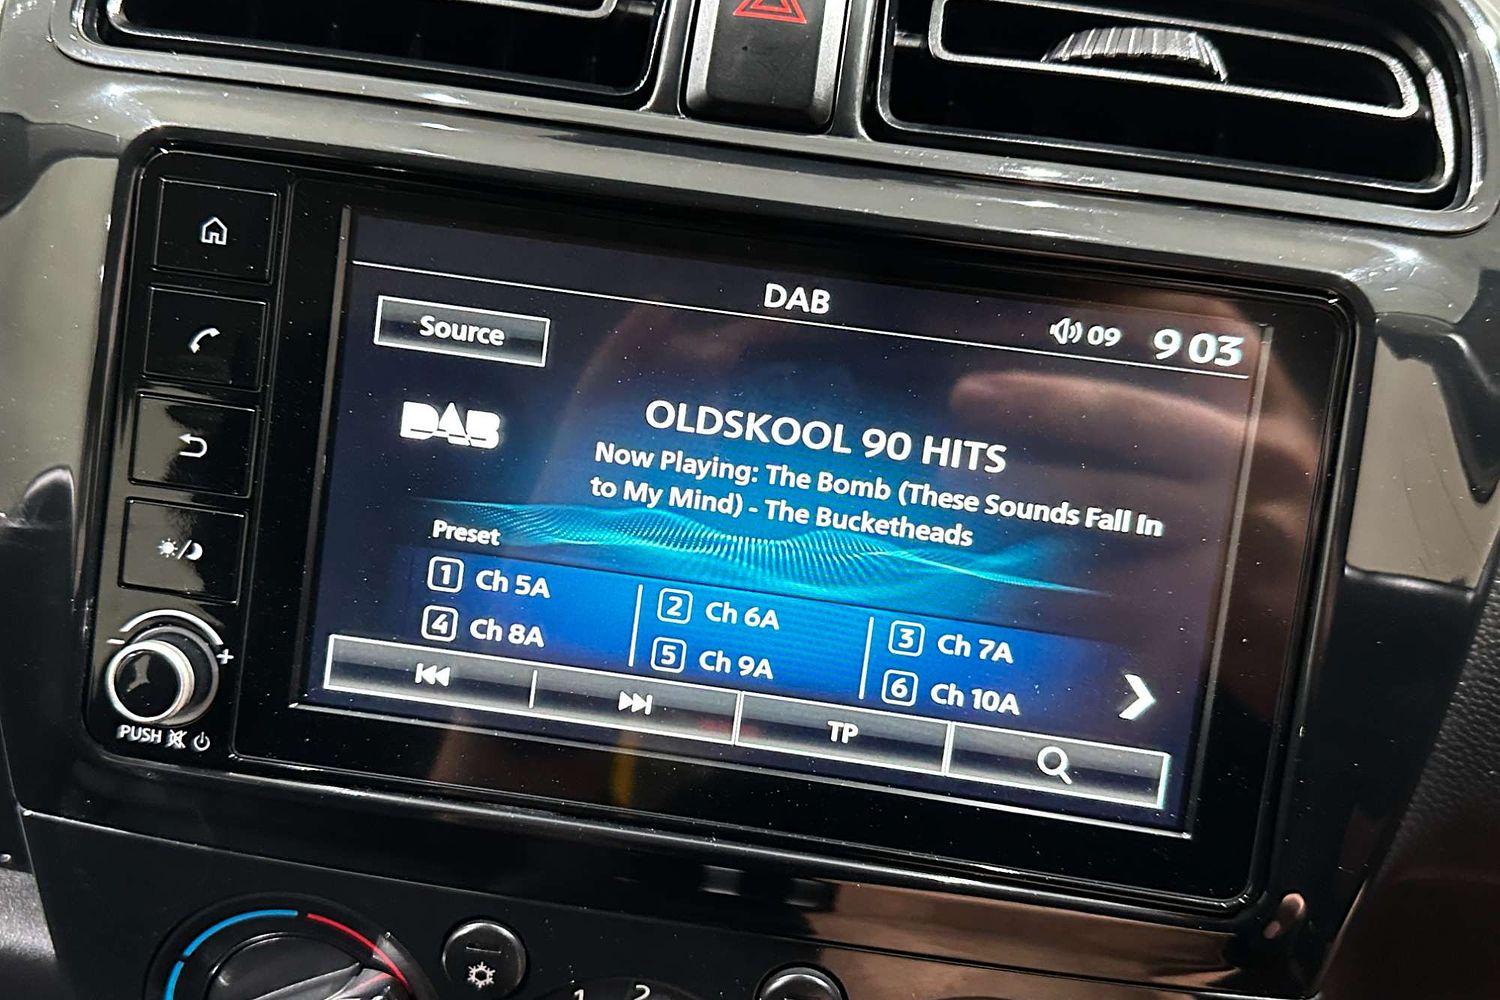 DAB
Source
09
9 03
DAB
OLDSKOOL 90 HITS
Now Playing: The Bomb (These Sounds Fall In
to My Mind) - The Bucketheads
Preset
1 Ch 5A
2 Ch 6A
3 Ch 7A
4 Ch 8A
5 Ch 9A
6 Ch 10A
TP
- +
PUSH
1 2